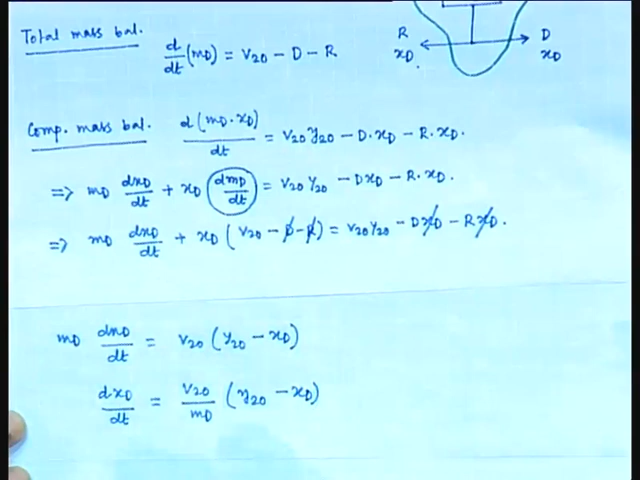 Total mass bal.
d/dt (mD) = V20 - D - R
R D
xD xD
Comp. mass bal. d(mD·xD)/dt = V20 y20 - D·xD - R·xD.
=> mD dxD/dt + xD (dmD/dt) = V20 y20 - DxD - R·xD.
=> mD dxD/dt + xD (V20 - D - R) = V20 y20 - DxD - RxD.
mD dxD/dt = V20 (y20 - xD)
dxD/dt = V20/mD (y20 - xD)